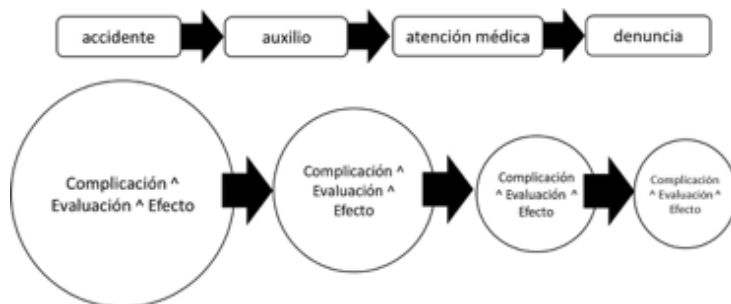 accidente
auxilio
atención médica
denuncia
Complicación ^
Evaluación ^ Efecto
Complicación ^
Evaluación ^
Efecto
Complicación
^ Evaluación ^
Efecto
Complicación
^ Evaluación ^
Efecto